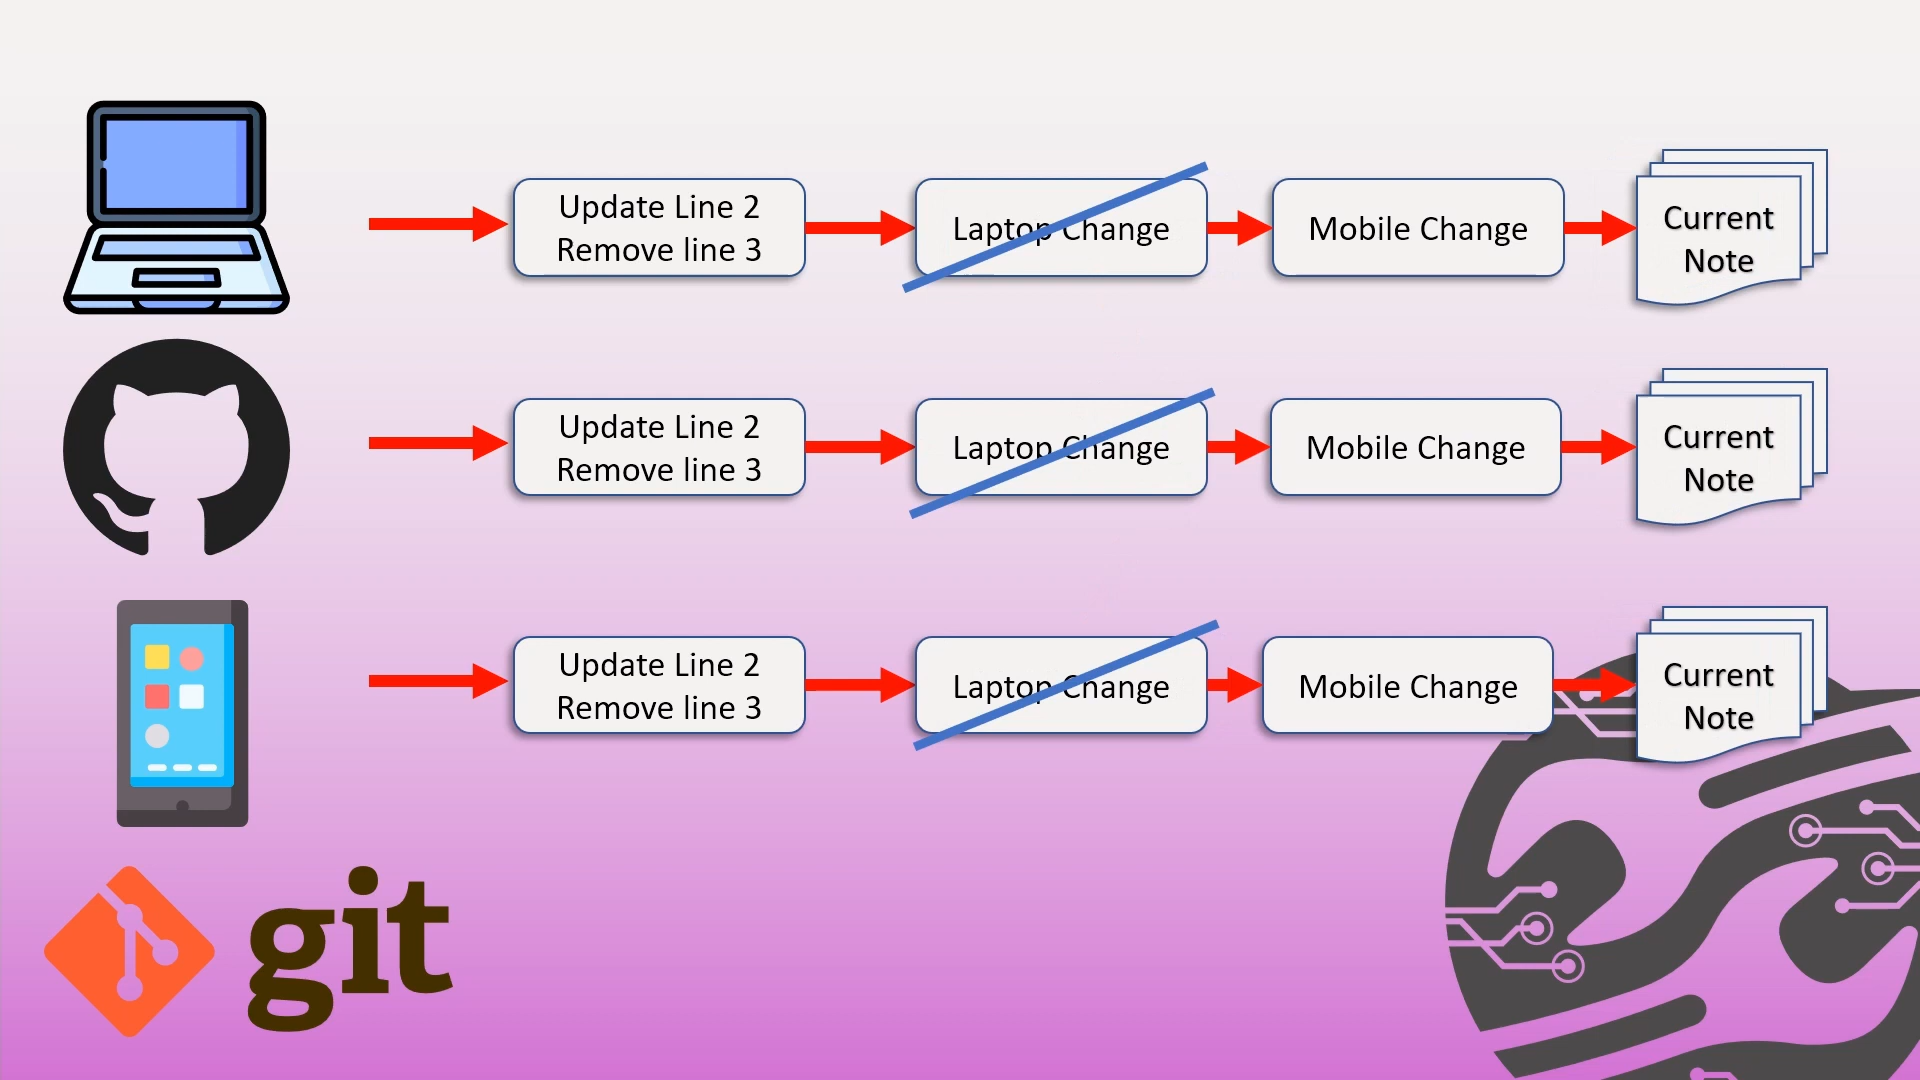 Update Line 2
Remove line 3
Laptop Change
Mobile Change
Current
Note
Update Line 2
Remove line 3
Laptop Change
Mobile Change
Current
Note
Update Line 2
Remove line 3
Laptop Change
Mobile Change
Current
Note
git